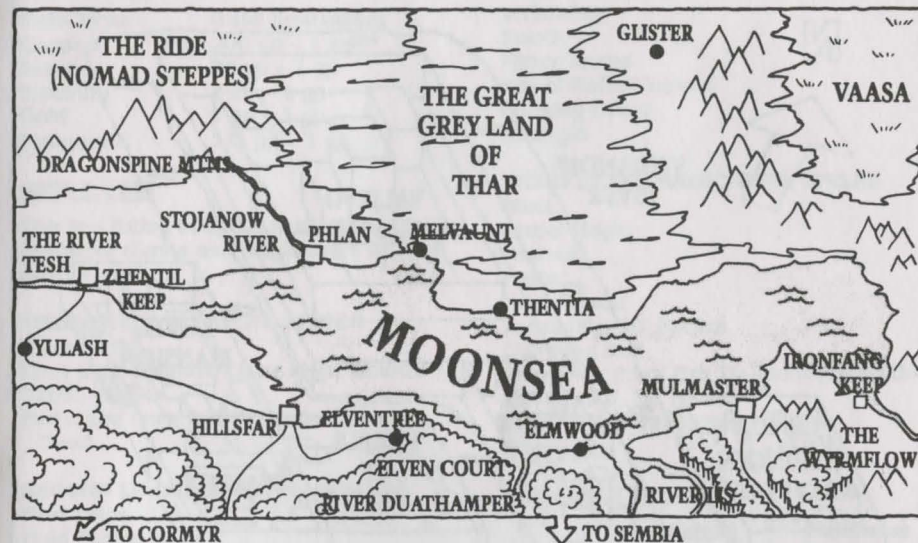 THE RIDE
(NOMAD STEPPES)
GLISTER
VAASA
THE GREAT
GREY LAND
OF
THAR
DRAGONSPINE MTNS.
STOJANOW
RIVER
PHLAN
MELVAUNT
THE RIVER
TESH
ZHENTIL
KEEP
THENTIA
YULASH
MOONSEA
IRONFANG
KEEP
MULMASTER
HILLSFAR
ELVENTREE
ELMWOOD
THE
WYRMFLOW
ELVEN COURT
RIVER DUATHAMPER
RIVER LIS
TO CORMYR
TO SEMBIA